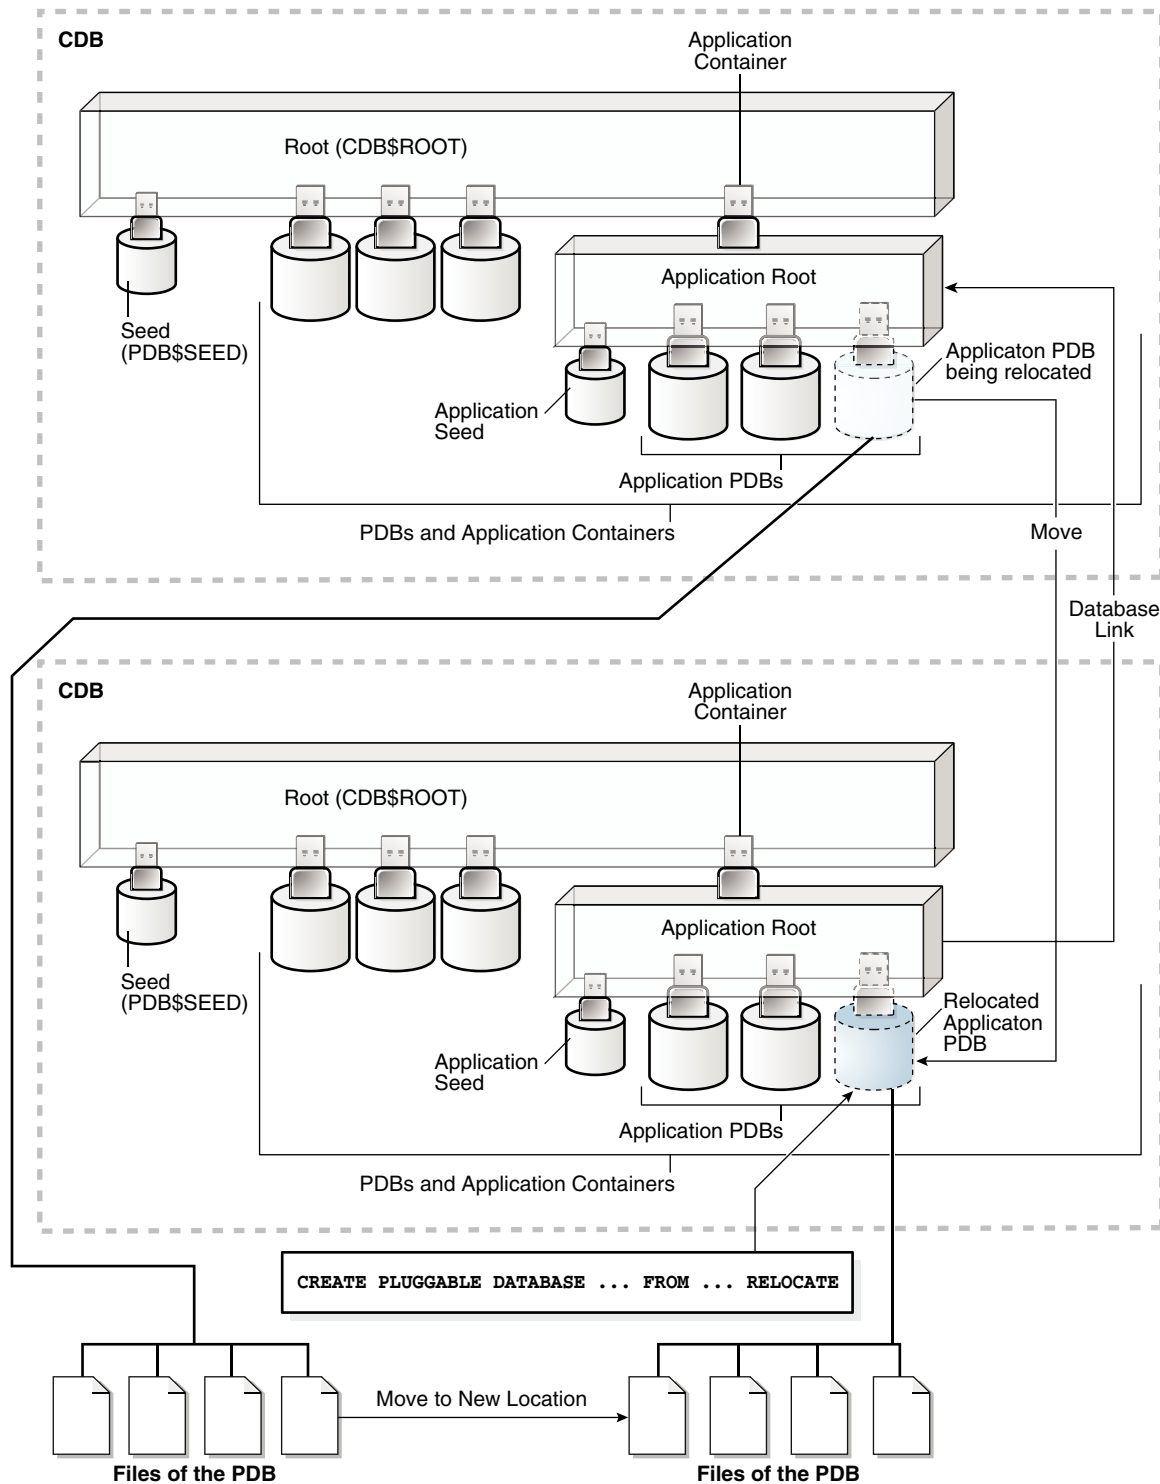 CDB
Application
Container
Root (CDB$ROOT)
Application Root
Seed
(PDB$SEED)
Applicaton PDB
being relocated
Application
Seed
Application PDBs
PDBs and Application Containers
Move
Database
Link
CDB
Application
Container
Root (CDB$ROOT)
Application Root
Seed
(PDB$SEED)
Relocated
Applicaton
PDB
Application
Seed
Application PDBs
PDBs and Application Containers
CREATE PLUGGABLE DATABASE ... FROM ... RELOCATE
Move to New Location
Files of the PDB
Files of the PDB